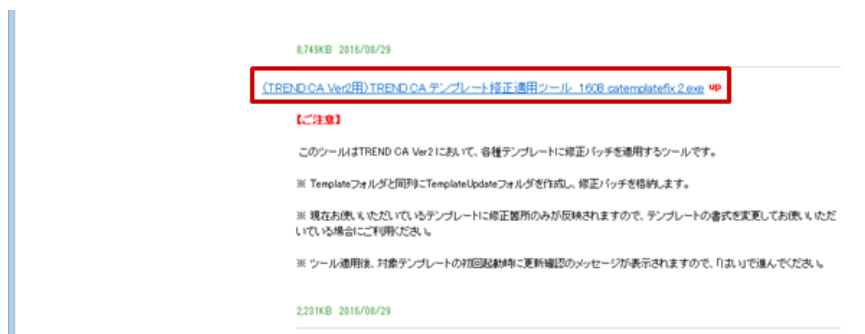 8,749KB 2016/08/29
(TREND CA Ver2用)TREND CA テンプレート修正適用ツール_1608 catemplatefix2.exe up
【ご注意】
このツールはTREND CA Ver2において、各種テンプレートに修正パッチを適用するツールです。
※ Templateフォルダと同列にTemplateUpdateフォルダを作成し、修正パッチを格納します。
※ 現在お使いいただいているテンプレートに修正箇所のみが反映されますので、テンプレートの書式を変更してお使いいただ
いている場合にご利用ください。
※ ツール適用後、対象テンプレートの初回起動時に更新確認のメッセージが表示されますので、「はい」で進んでください。
2,231KB 2016/08/29